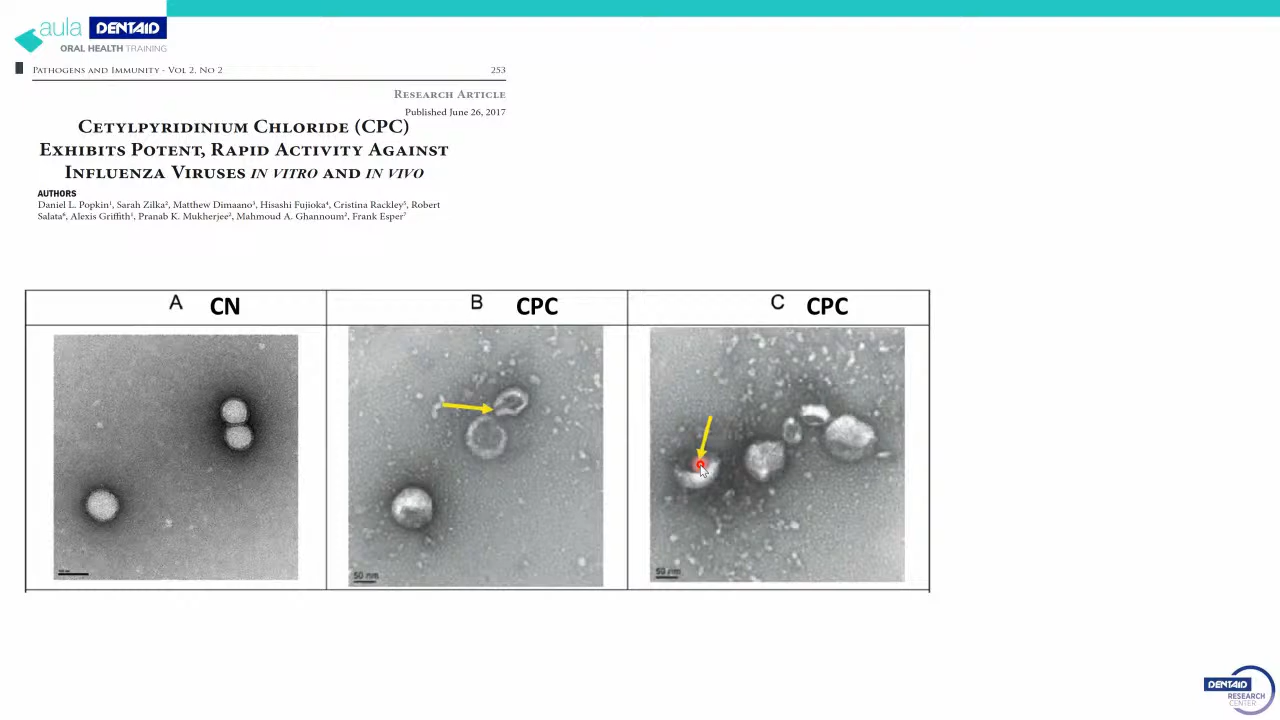 aula DENTAID
ORAL HEALTH TRAINING
Pathogens and Immunity - Vol 2. No 2 253
Research Article
Published June 26, 2017
Cetylpyridinium Chloride (CPC)
Exhibits Potent, Rapid Activity Against
Influenza Viruses in vitro and in vivo
AUTHORS
Daniel L. Popkin¹, Sarah Zilka², Matthew Dimaano³, Hisashi Fujioka⁴, Cristina Rackley⁵, Robert
Salata⁶, Alexis Griffith¹, Pranab K. Mukherjee², Mahmoud A. Ghannoum², Frank Esper⁷
A CN B CPC C CPC
50 nm 50 nm
DENTAID
RESEARCH
CENTER